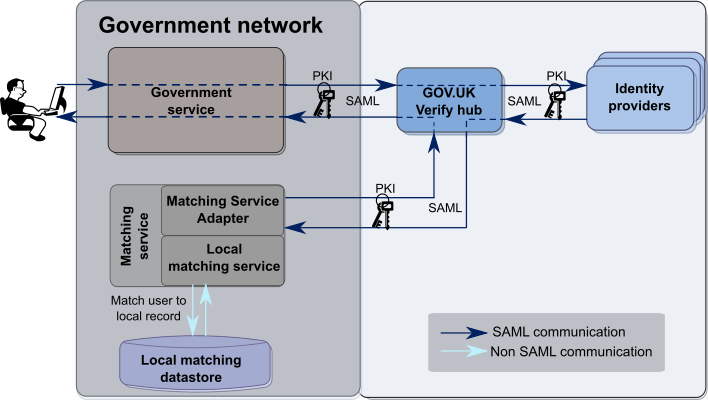 Government network
Government
service
PKI
SAML
GOV.UK
Verify hub
PKI
SAML
Identity
providers
Matching
service
Matching Service
Adapter
Local
matching service
PKI
SAML
Match user to
local record
Local matching
datastore
SAML communication
Non SAML communication